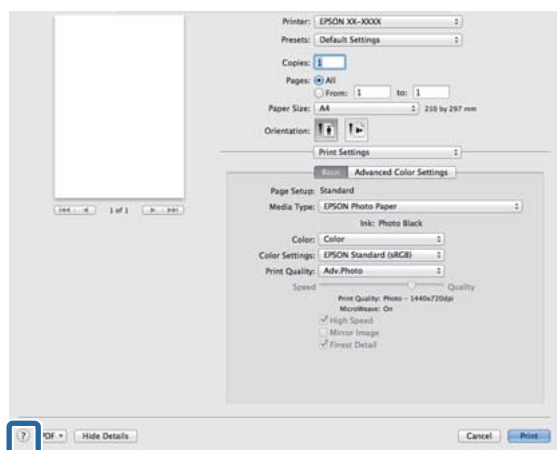 Printer: EPSON XX-XXXX
Presets: Default Settings
Copies: 1
Pages: All
From: 1 to: 1
Paper Size: A4 210 by 297 mm
Orientation:
Print Settings
Basic Advanced Color Settings
Page Setup: Standard
Media Type: EPSON Photo Paper
Ink: Photo Black
Color: Color
Color Settings: EPSON Standard (sRGB)
Print Quality: Adv.Photo
Speed Quality
Print Quality: Photo - 1440x720dpi
MicroWeave: On
High Speed
Mirror Image
Finest Detail
1 of 1
? PDF Hide Details Cancel Print